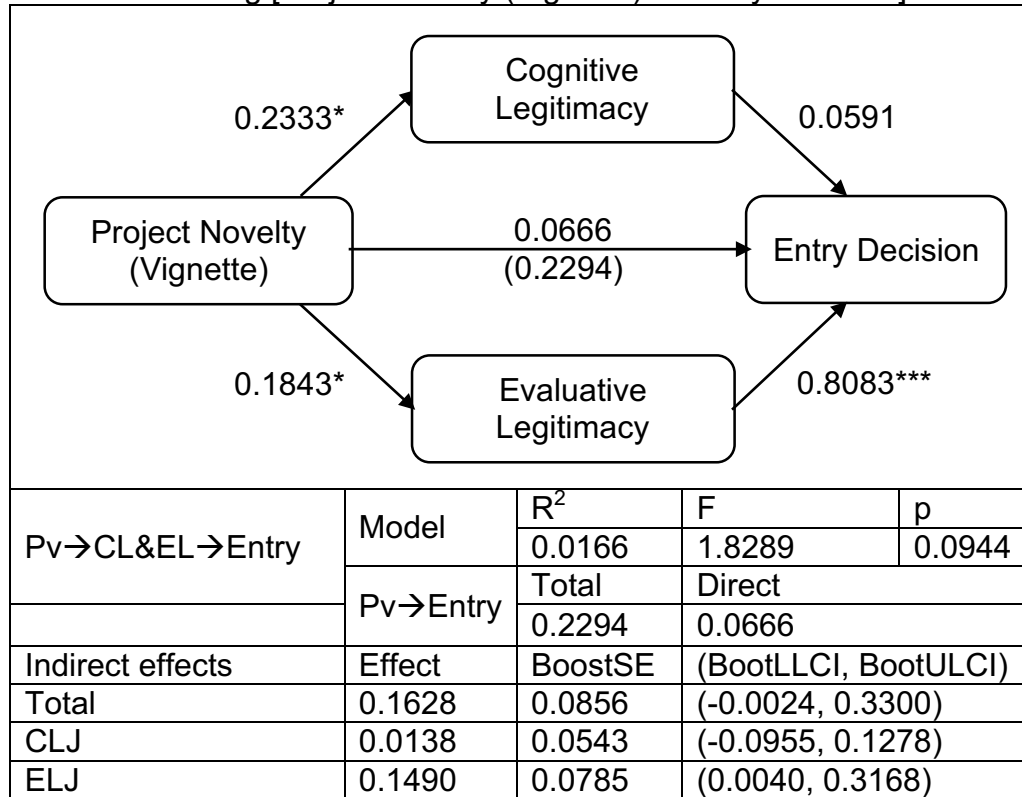 Cognitive
Legitimacy
0.2333*
0.0591
Project Novelty
(Vignette)
0.0666
(0.2294)
Entry Decision
0.1843*
0.8083***
Evaluative
Legitimacy
Pv→CL&EL→Entry Model R² F p
0.0166 1.8289 0.0944
Pv→Entry Total Direct
0.2294 0.0666
Indirect effects Effect BoostSE (BootLLCI, BootULCI)
Total 0.1628 0.0856 (-0.0024, 0.3300)
CLJ 0.0138 0.0543 (-0.0955, 0.1278)
ELJ 0.1490 0.0785 (0.0040, 0.3168)